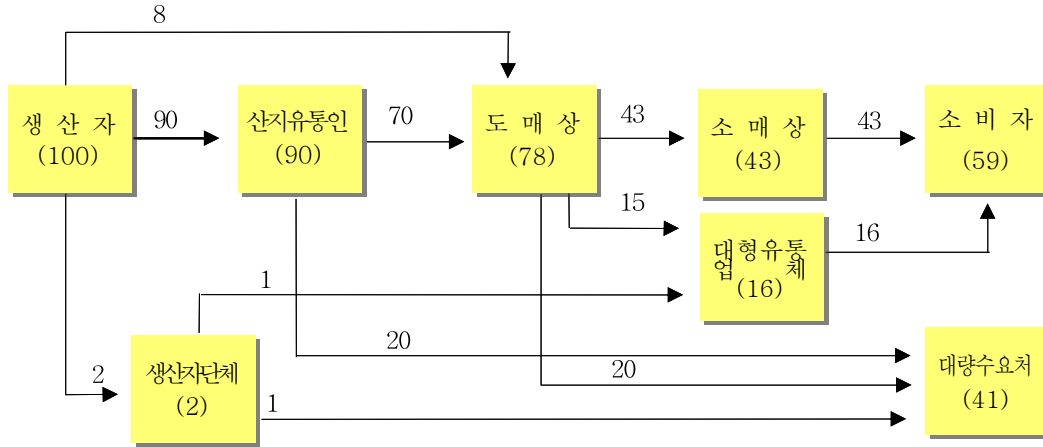 8
생 산 자
(100)
90
산지유통인
(90)
70
도 매 상
(78)
43
소 매 상
(43)
43
소 비 자
(59)
15
대형유통
업 체
(16)
16
1
20
20
2
생산자단체
(2)
1
대량수요처
(41)